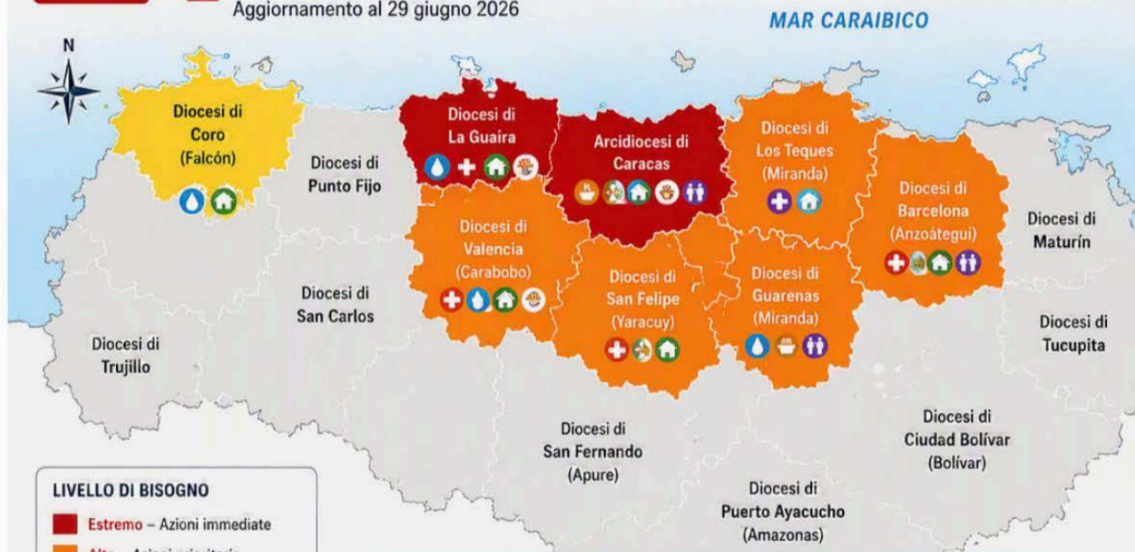 Aggiornamento al 29 giugno 2026
MAR CARAIBICO
N
Diocesi di
Coro
(Falcón)
Diocesi di
Punto Fijo
Diocesi di
La Guaira
Arcidiocesi di
Caracas
Diocesi di
Los Teques
(Miranda)
Diocesi di
Barcelona
(Anzoátegui)
Diocesi di
Maturín
Diocesi di
Valencia
(Carabobo)
Diocesi di
San Felipe
(Yaracuy)
Diocesi di
Guarenas
(Miranda)
Diocesi di
San Carlos
Diocesi di
Trujillo
Diocesi di
Tucupita
Diocesi di
San Fernando
(Apure)
Diocesi di
Ciudad Bolívar
(Bolívar)
Diocesi di
Puerto Ayacucho
(Amazonas)
LIVELLO DI BISOGNO
Estremo – Azioni immediate
Alto – Azioni prioritarie